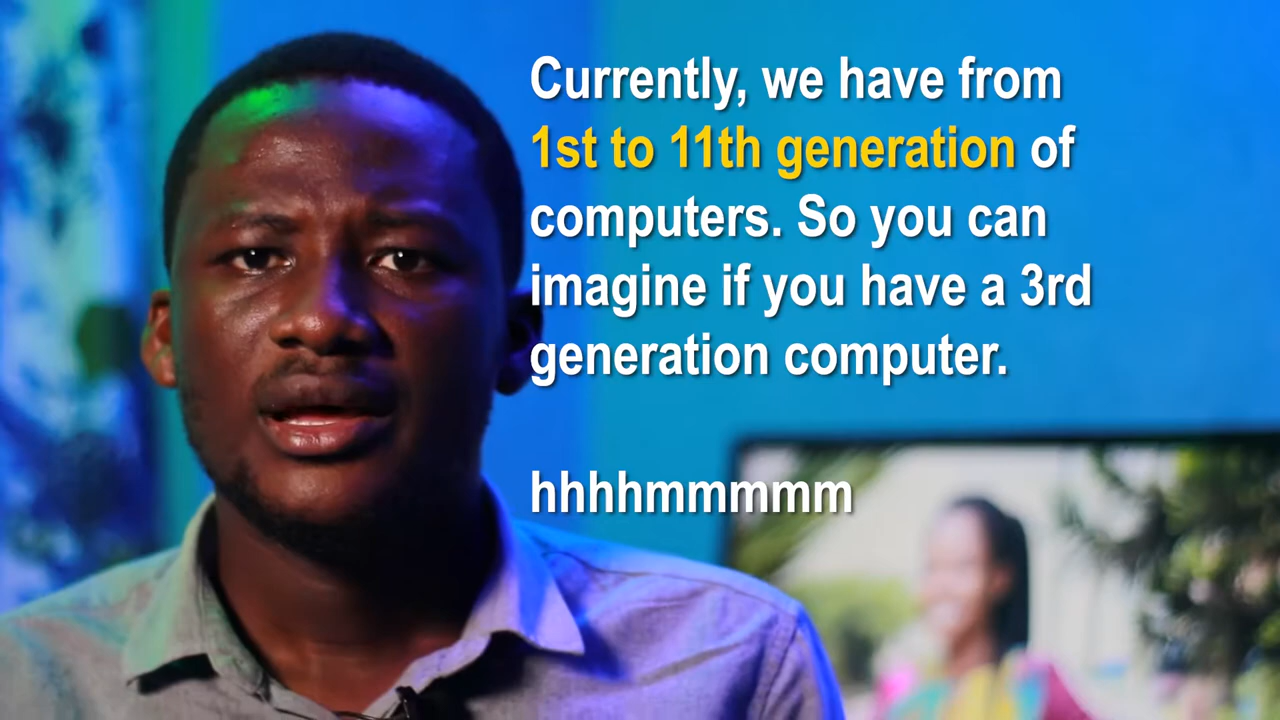 Currently, we have from
1st to 11th generation of
computers. So you can
imagine if you have a 3rd
generation computer.
hhhhmmmmm